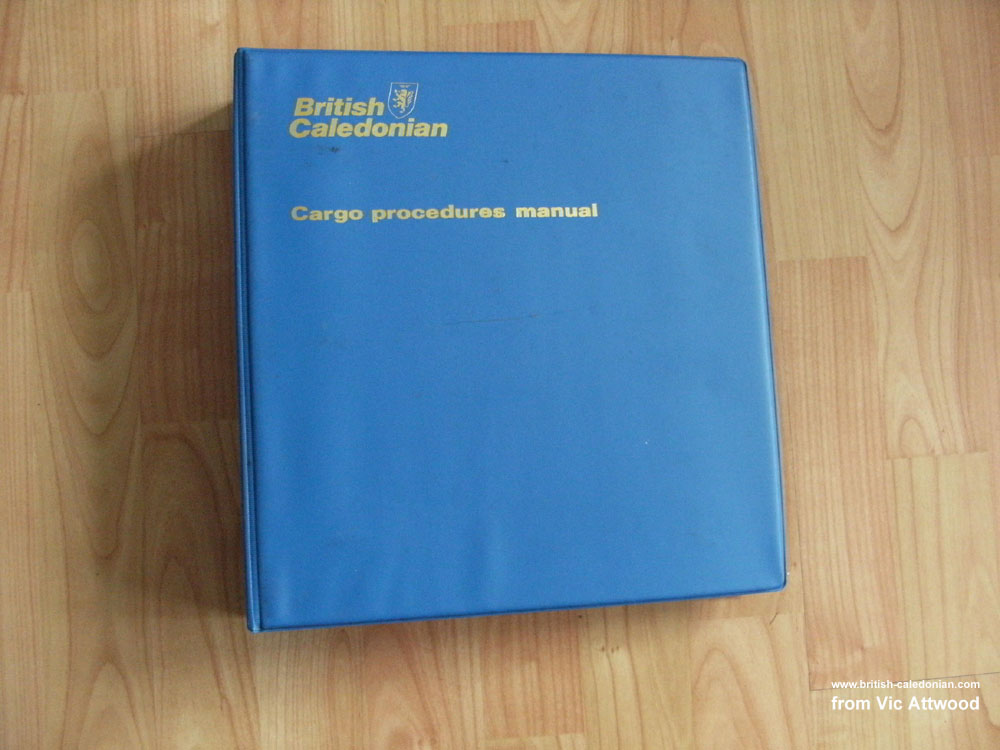 British
Caledonian
Cargo procedures manual
www.british-caledonian.com
from Vic Attwood